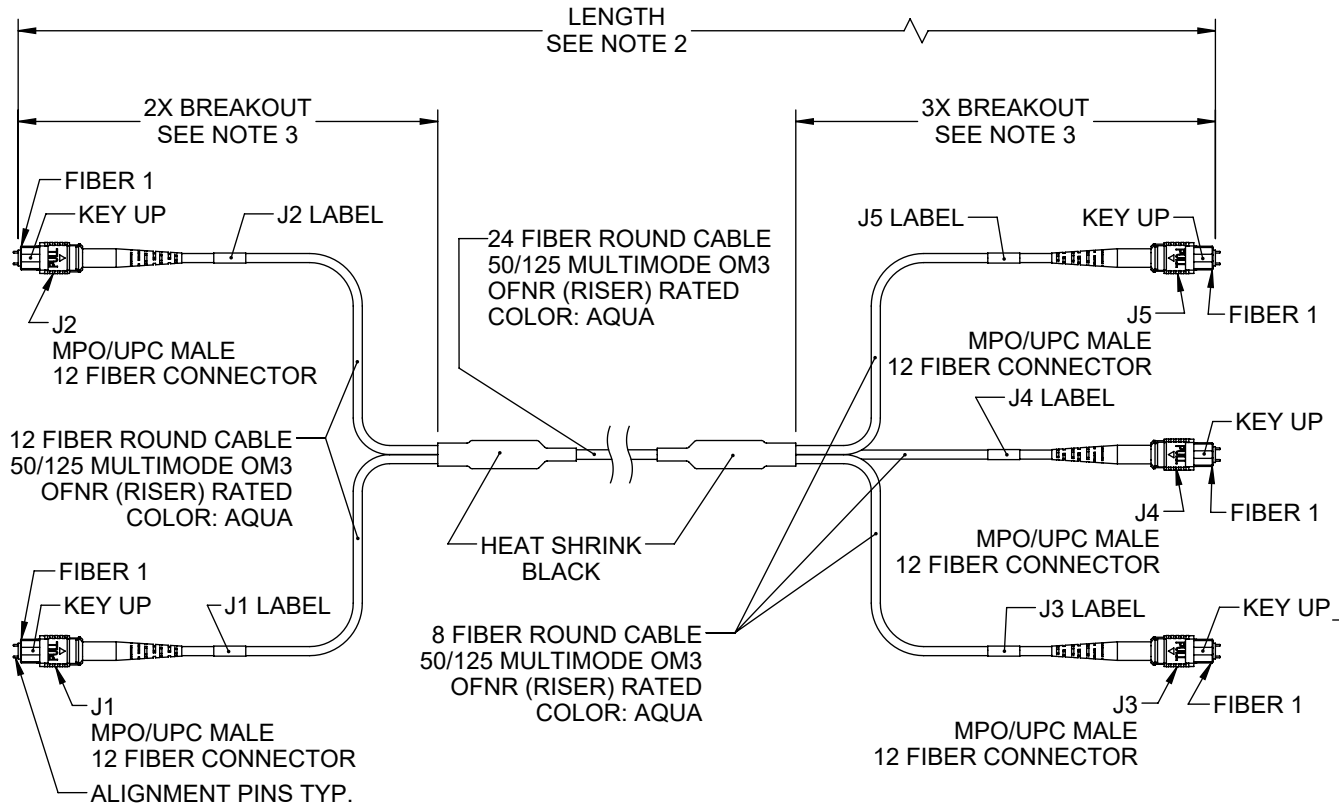 LENGTH
SEE NOTE 2
2X BREAKOUT
SEE NOTE 3
3X BREAKOUT
SEE NOTE 3
FIBER 1
KEY UP
J2 LABEL
PULL
J2
MPO/UPC MALE
12 FIBER CONNECTOR
24 FIBER ROUND CABLE
50/125 MULTIMODE OM3
OFNR (RISER) RATED
COLOR: AQUA
J5 LABEL
KEY UP
PULL
J5
FIBER 1
MPO/UPC MALE
12 FIBER CONNECTOR
J4 LABEL
KEY UP
PULL
J4
FIBER 1
MPO/UPC MALE
12 FIBER CONNECTOR
12 FIBER ROUND CABLE
50/125 MULTIMODE OM3
OFNR (RISER) RATED
COLOR: AQUA
HEAT SHRINK
BLACK
FIBER 1
KEY UP
J1 LABEL
PULL
J1
MPO/UPC MALE
12 FIBER CONNECTOR
ALIGNMENT PINS TYP.
8 FIBER ROUND CABLE
50/125 MULTIMODE OM3
OFNR (RISER) RATED
COLOR: AQUA
J3 LABEL
KEY UP
PULL
J3
FIBER 1
MPO/UPC MALE
12 FIBER CONNECTOR